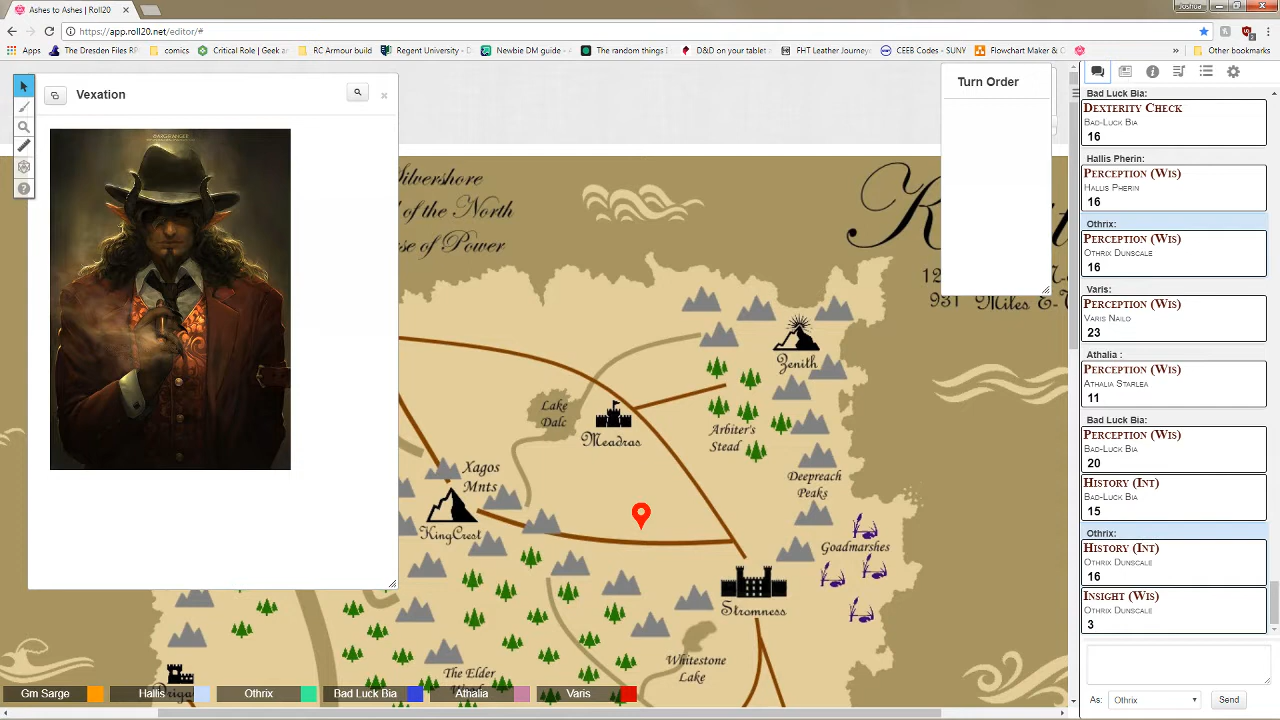 Ashes to Ashes | Roll20
Joshua
https://app.roll20.net/editor/#
Apps
The Dresden Files RP
comics
Critical Role | Geek a
RC Armour build
Regent University -
Newbie DM guide -
The random things I
D&D on your tablet
FHT Leather Journey
CEEB Codes - SUNY
Flowchart Maker & C
»
Other bookmarks
Vexation
Turn Order
Silvershore
of the North
se of Power
Miles E-
931
Zenith
Lake
Dalc
Meadras
Arbiter's
Stead
Xagos
Mnts
Deepreach
Peaks
KingCrest
Goadmarshes
Stromness
Whitestone
Lake
The Elder
Gm Sarge
Hallis
Othrix
Bad Luck Bia
Athalia
Varis
Bad Luck Bia:
Dexterity Check
Bad-Luck Bia
16
Hallis Pherin:
Perception (Wis)
Hallis Pherin
16
Othrix:
Perception (Wis)
Othrix Dunscale
16
Varis:
Perception (Wis)
Varis Nailo
23
Athalia :
Perception (Wis)
Athalia Starlea
11
Bad Luck Bia:
Perception (Wis)
Bad-Luck Bia
20
History (Int)
Bad-Luck Bia
15
Othrix:
History (Int)
Othrix Dunscale
16
Insight (Wis)
Othrix Dunscale
3
As:
Othrix
Send